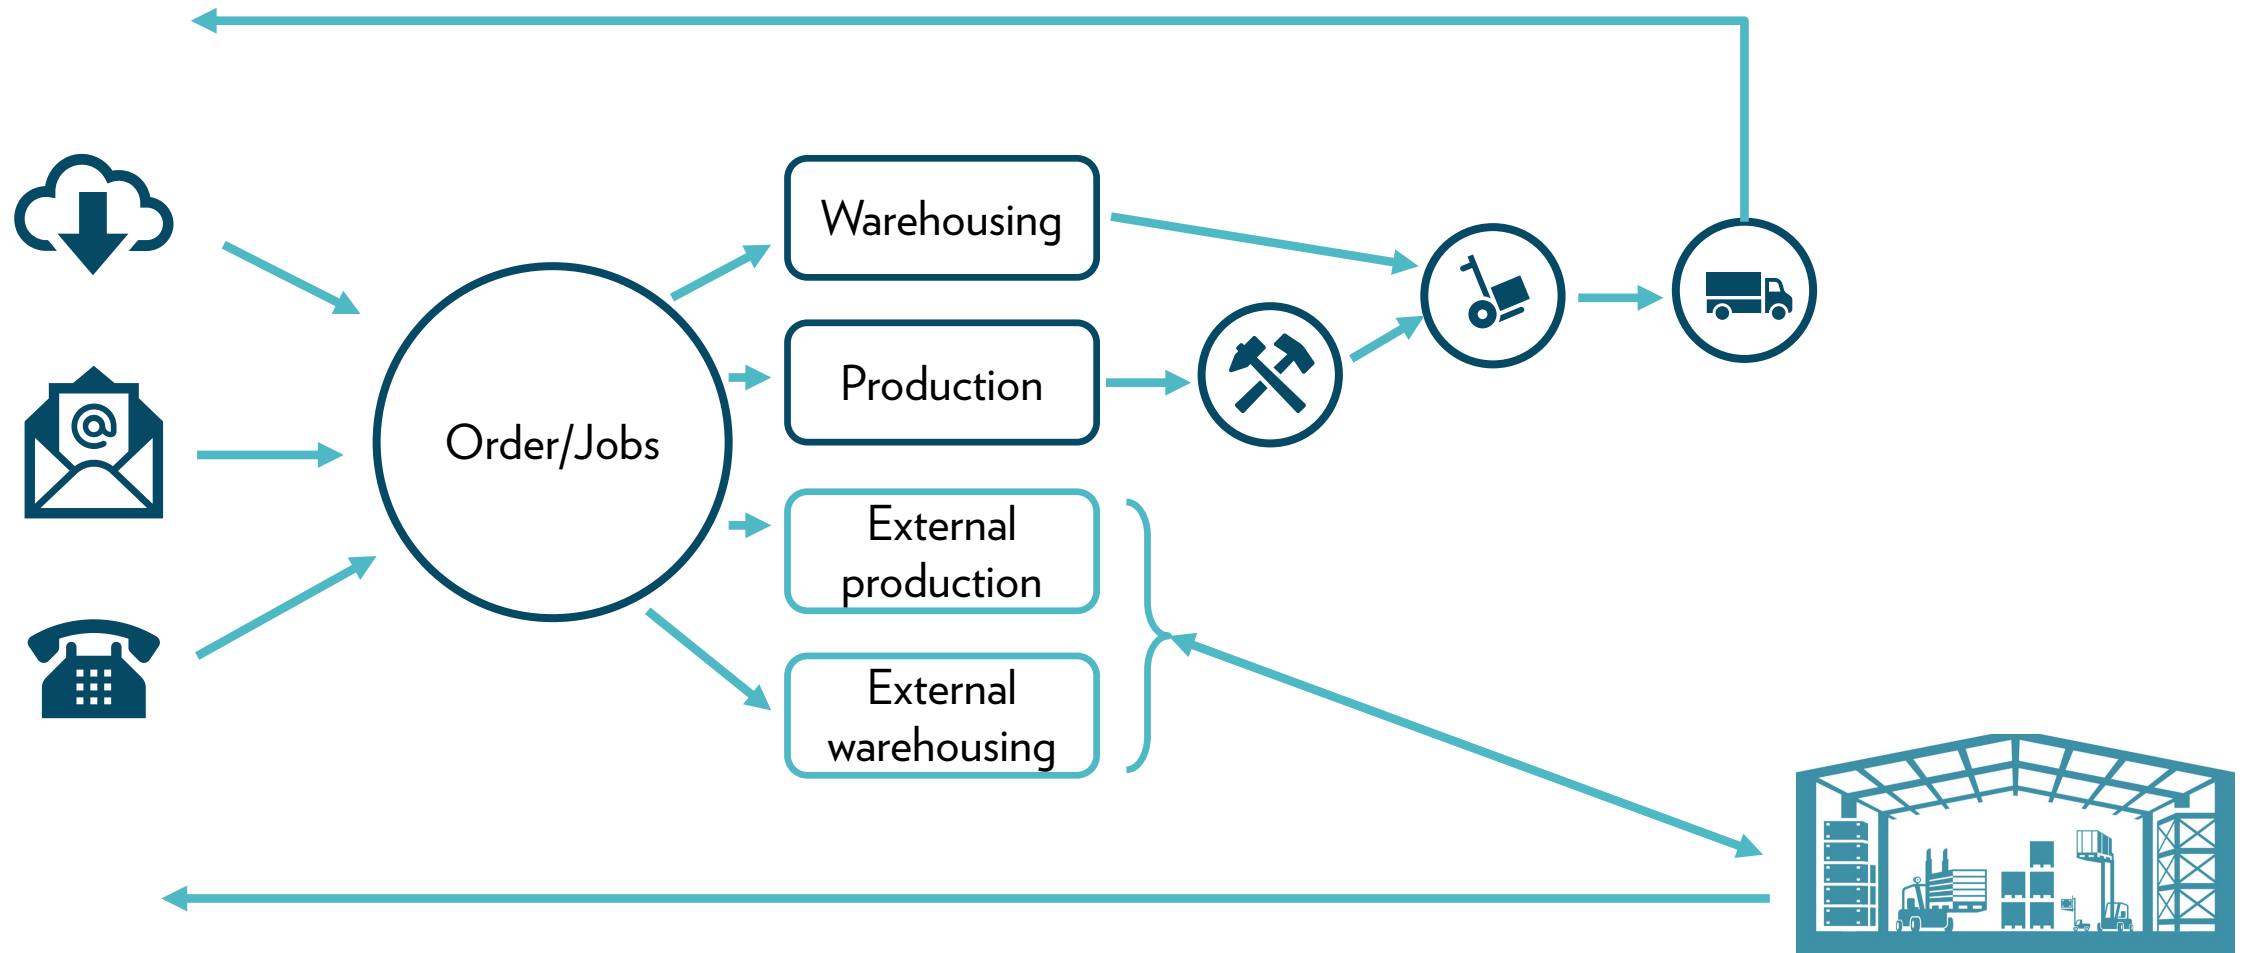 Warehousing
Production
Order/Jobs
External
production
External
warehousing
@